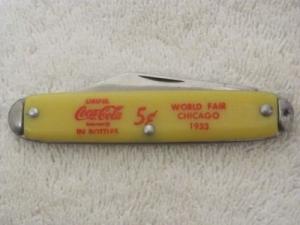 DRINK
Coca-Cola
IN BOTTLES
5¢
WORLD FAIR
CHICAGO
1933